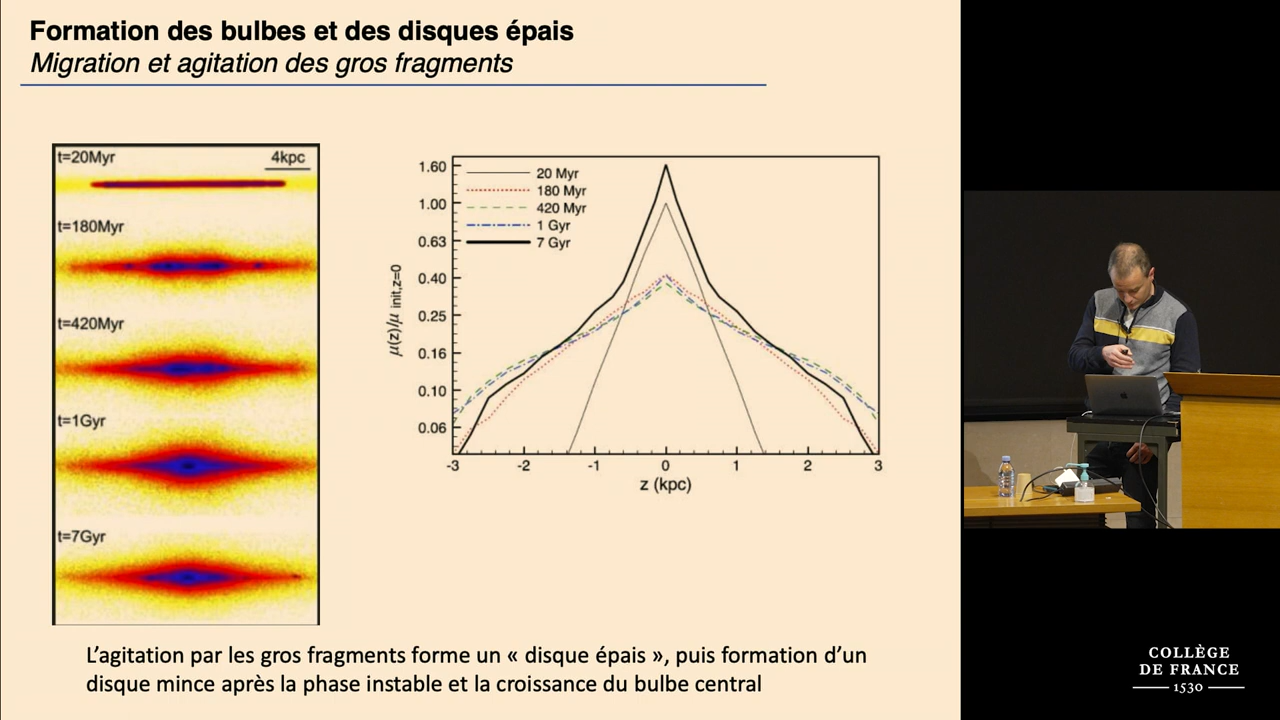 Formation des bulbes et des disques épais
Migration et agitation des gros fragments
t=20Myr
4kpc
t=180Myr
t=420Myr
t=1Gyr
t=7Gyr
20 Myr
180 Myr
420 Myr
1 Gyr
7 Gyr
1.60
1.00
0.63
0.40
0.25
0.16
0.10
0.06
μ(z)/μ init,z=0
-3 -2 -1 0 1 2 3
z (kpc)
L’agitation par les gros fragments forme un « disque épais », puis formation d’un
disque mince après la phase instable et la croissance du bulbe central
COLLÈGE
DE FRANCE
1530